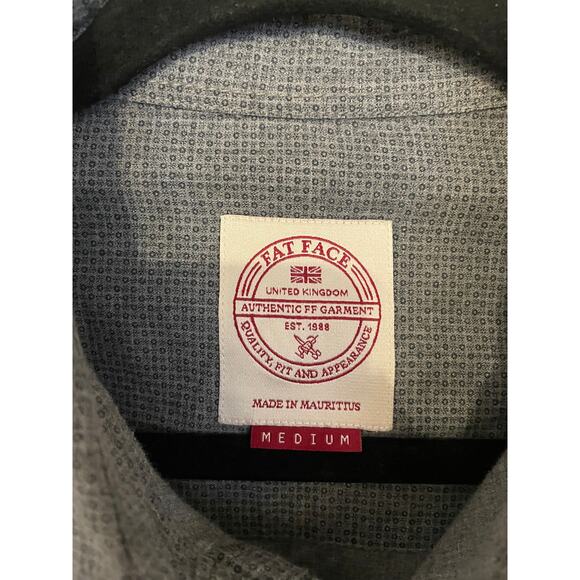 FAT FACE
UNITED KINGDOM
AUTHENTIC FF GARMENT
EST. 1988
QUALITY, FIT AND APPEARANCE
MADE IN MAURITIUS
MEDIUM